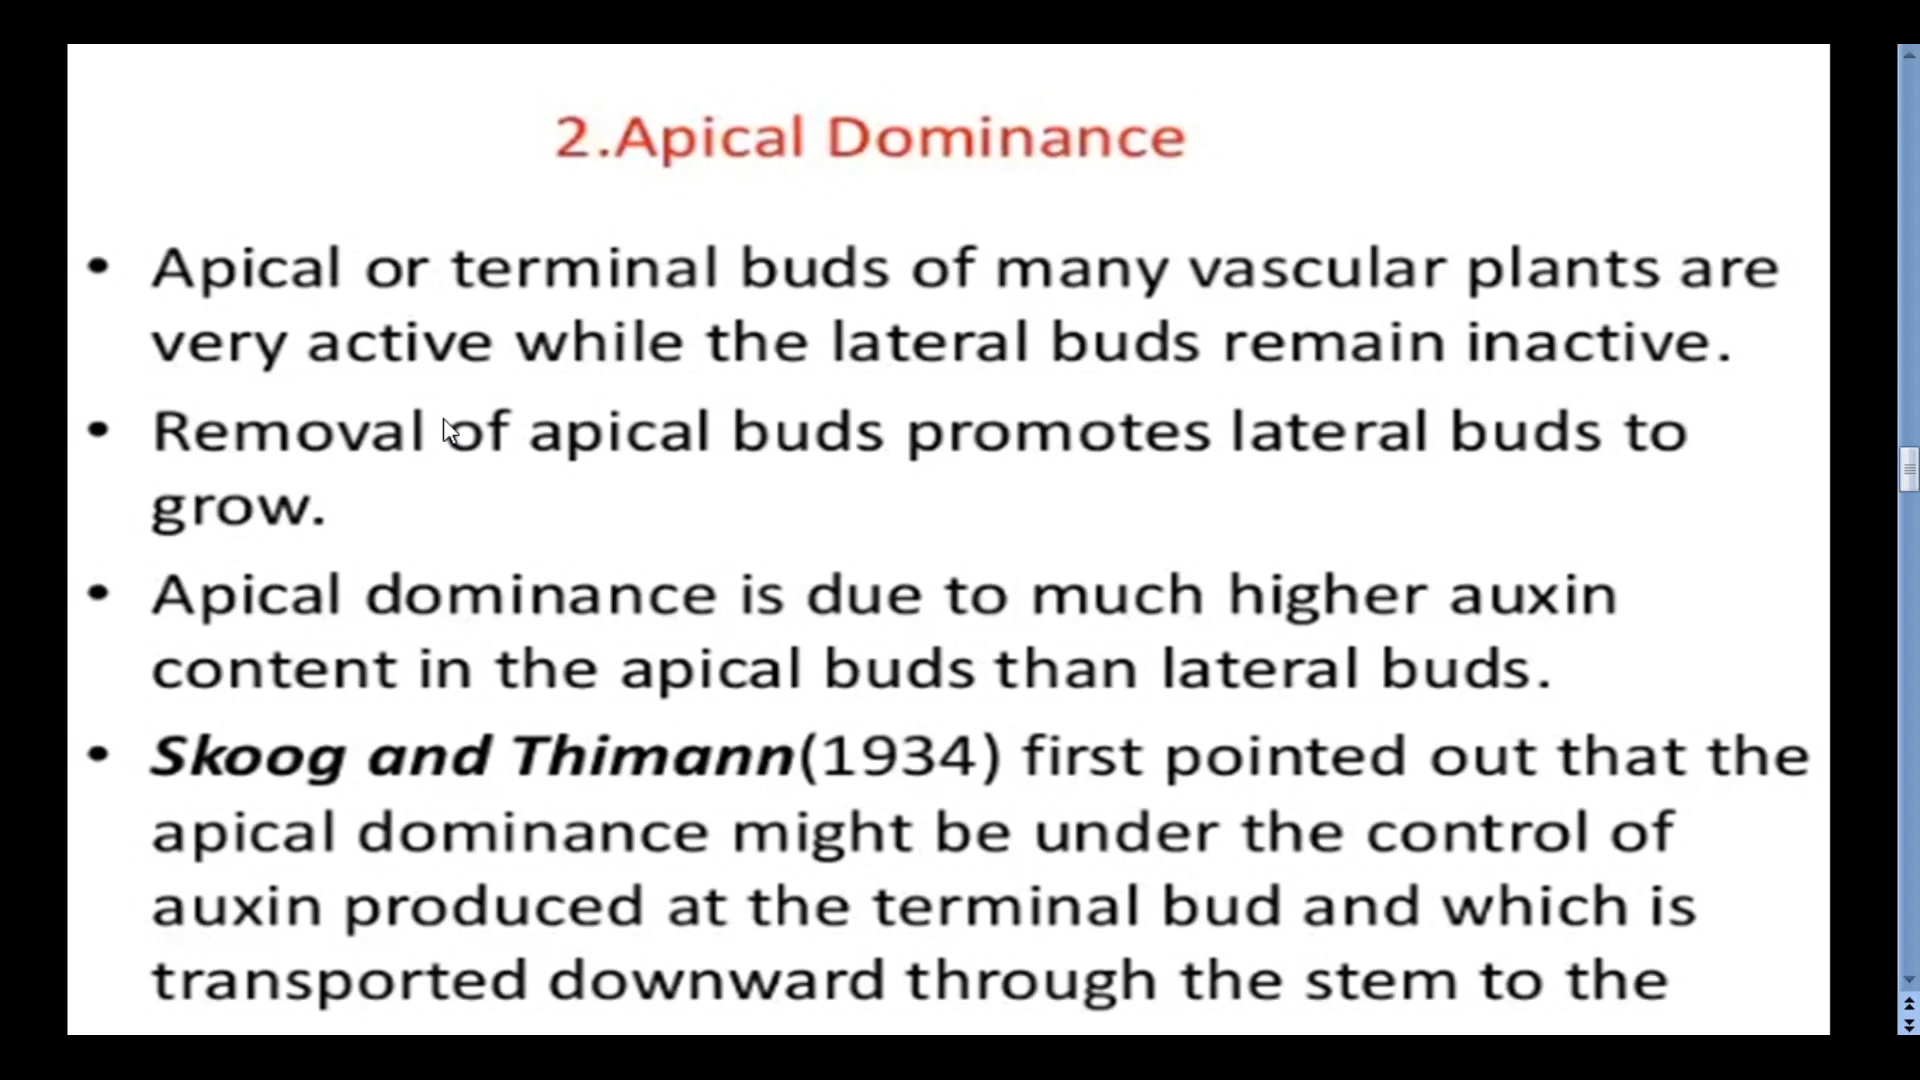 2.Apical Dominance
• Apical or terminal buds of many vascular plants are
very active while the lateral buds remain inactive.
• Removal of apical buds promotes lateral buds to
grow.
• Apical dominance is due to much higher auxin
content in the apical buds than lateral buds.
• Skoog and Thimann(1934) first pointed out that the
apical dominance might be under the control of
auxin produced at the terminal bud and which is
transported downward through the stem to the